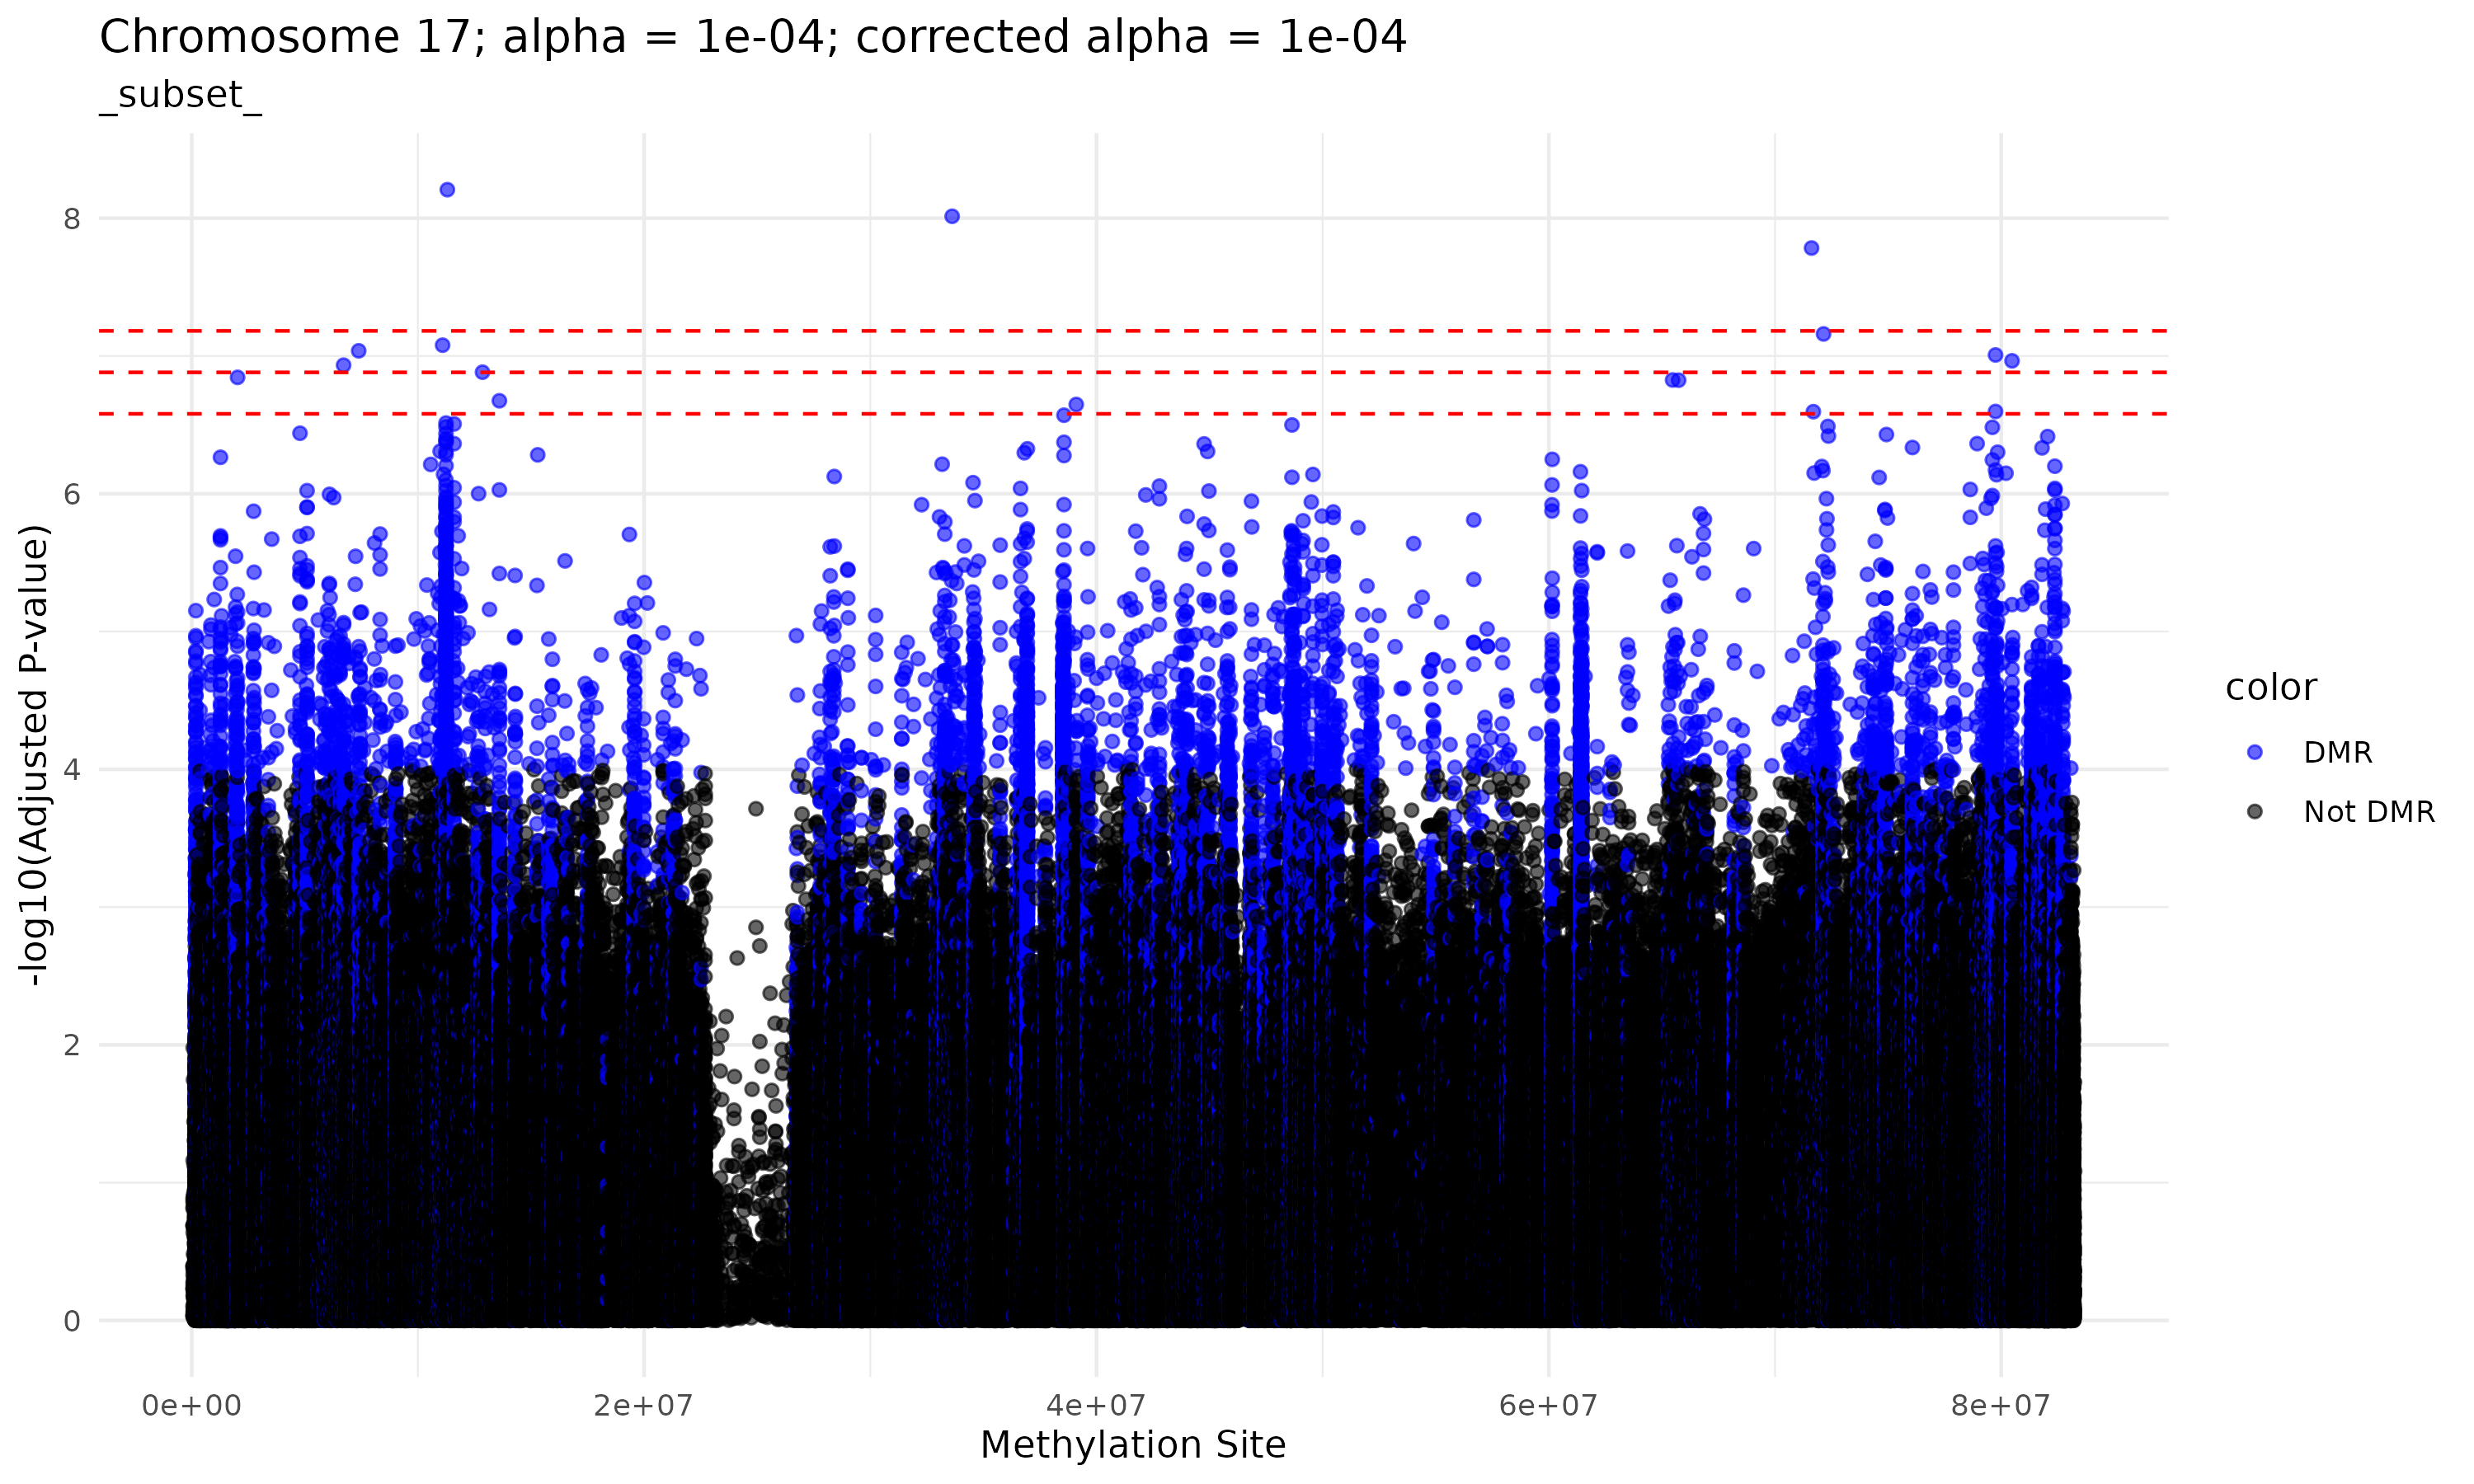 Chromosome 17; alpha = 1e-04; corrected alpha = 1e-04
_subset_
8
6
4
2
0
-log10(Adjusted P-value)
0e+00 2e+07 4e+07 6e+07 8e+07
Methylation Site
color
DMR
Not DMR